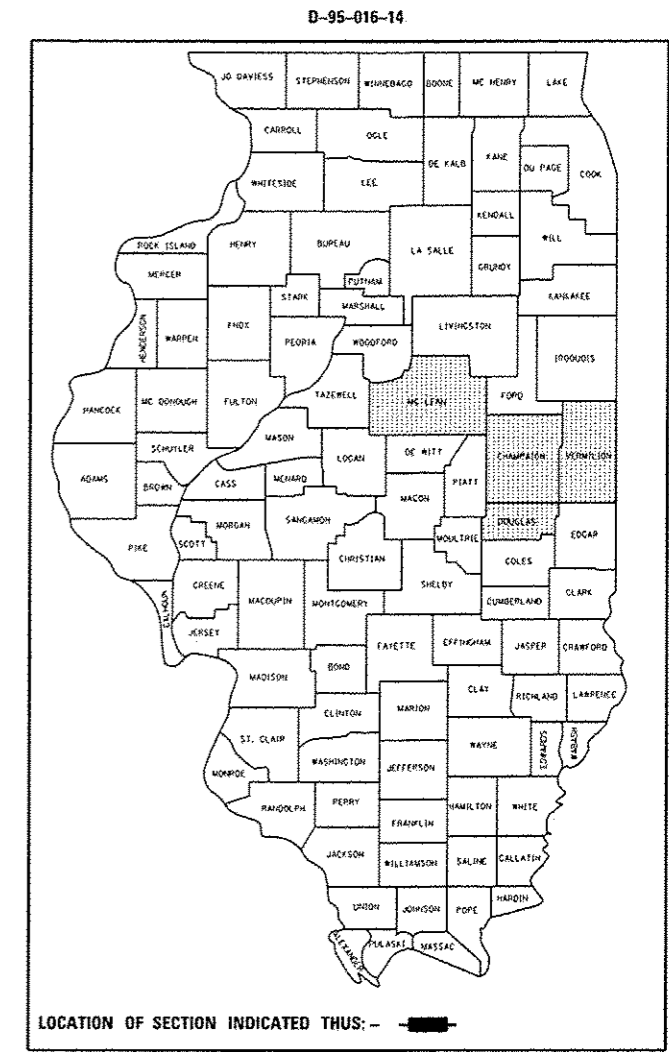 D-95-016-14
JO DAVIESS STEPHENSON WINNEBAGO BOONE MC HENRY LAKE
CARROLL OGLE DE KALB KANE DU PAGE COOK
WHITESIDE LEE KENDALL WILL
ROCK ISLAND HENRY BUREAU LA SALLE GRUNDY
MERCER PUTNAM KANKAKEE
STARK MARSHALL LIVINGSTON
HENDERSON WARREN KNOX PEORIA WOODFORD IROQUOIS
HANCOCK MC DONOUGH FULTON TAZEWELL MC LEAN FORD
SCHUYLER MASON LOGAN DE WITT CHAMPAIGN VERMILION
ADAMS BROWN CASS MENARD MACON PIATT
PIKE SCOTT MORGAN SANGAMON CHRISTIAN MOULTRIE DOUGLAS EDGAR
CALHOUN GREENE MACOUPIN MONTGOMERY SHELBY COLES
JERSEY CUMBERLAND CLARK
MADISON BOND FAYETTE EFFINGHAM JASPER CRAWFORD
CLINTON MARION CLAY RICHLAND LAWRENCE
ST. CLAIR WASHINGTON JEFFERSON WAYNE EDWARDS WABASH
MONROE
RANDOLPH PERRY FRANKLIN HAMILTON WHITE
JACKSON WILLIAMSON SALINE GALLATIN
UNION JOHNSON POPE HARDIN
ALEXANDER PULASKI MASSAC
LOCATION OF SECTION INDICATED THUS: -